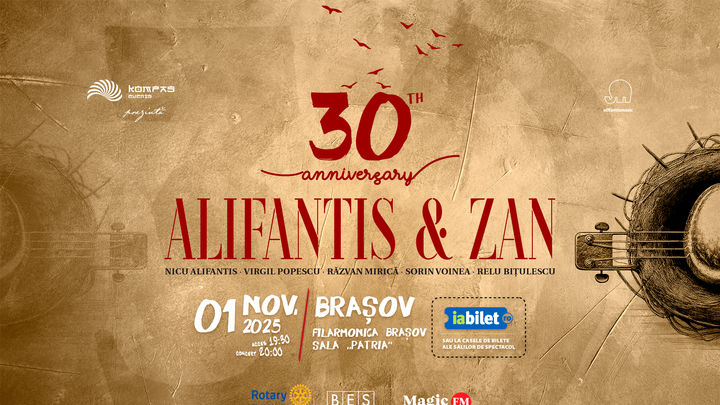 KOMPAS
EVENTS
prezintă
alifantismusic
30TH
anniversary
ALIFANTIS & ZAN
NICU ALIFANTIS · VIRGIL POPESCU · RĂZVAN MIRICĂ · SORIN VOINEA · RELU BIȚULESCU
01 NOV.
2025
acces 19:30
concert 20:00
BRAȘOV
FILARMONICA BRAȘOV
SALA „PATRIA“
iabilet.ro
SAU LA CASELE DE BILETE
ALE SĂLILOR DE SPECTACOL
Rotary
BES
Magic FM